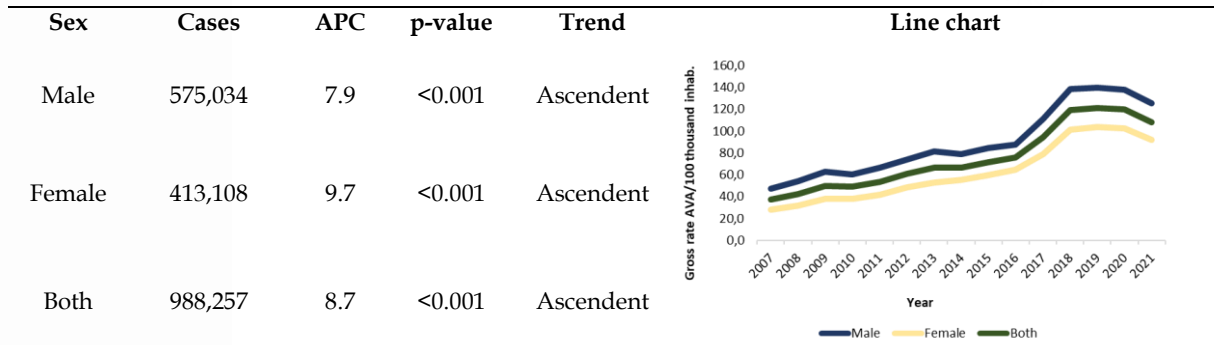 Sex Cases APC p-value Trend Line chart
Male 575,034 7.9 <0.001 Ascendent
Female 413,108 9.7 <0.001 Ascendent
Both 988,257 8.7 <0.001 Ascendent
Gross rate AVA/100 thousand inhab.
160,0
140,0
120,0
100,0
80,0
60,0
40,0
20,0
0,0
2007 2008 2009 2010 2011 2012 2013 2014 2015 2016 2017 2018 2019 2020 2021
Year
Male Female Both